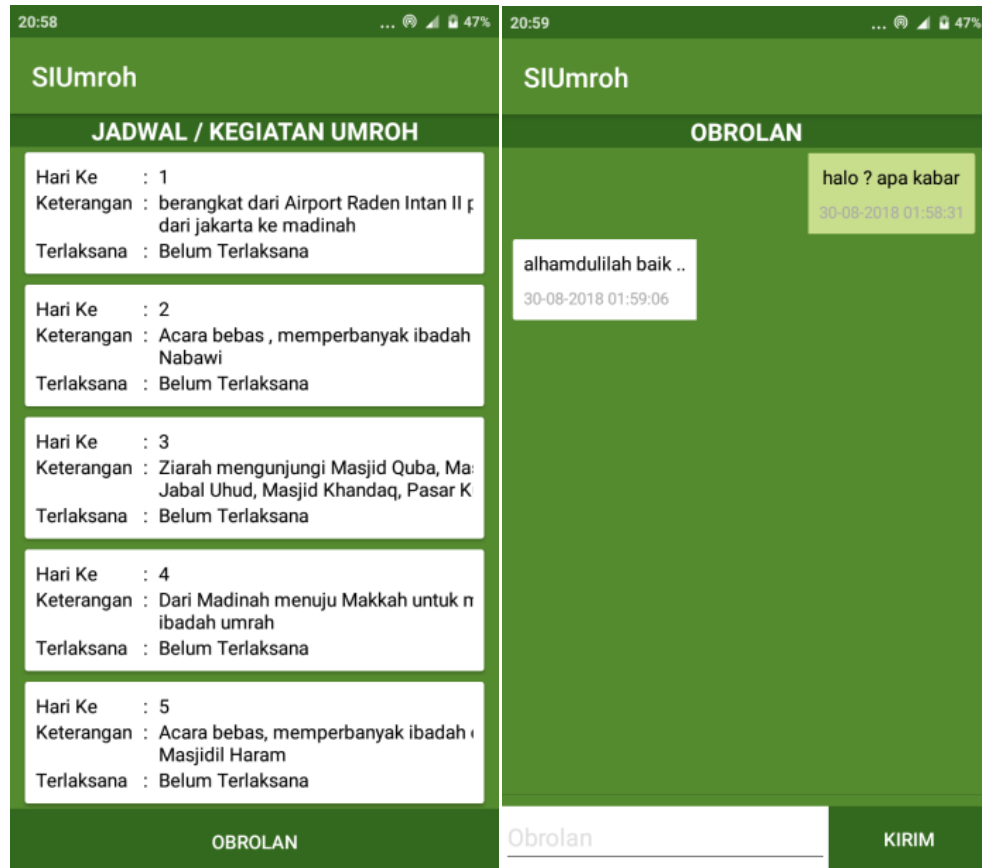 20:58 ... 47%
SIUmroh
JADWAL / KEGIATAN UMROH
Hari Ke : 1
Keterangan : berangkat dari Airport Raden Intan II
dari jakarta ke madinah
Terlaksana : Belum Terlaksana
Hari Ke : 2
Keterangan : Acara bebas , memperbanyak ibadah
Nabawi
Terlaksana : Belum Terlaksana
Hari Ke : 3
Keterangan : Ziarah mengunjungi Masjid Quba,
Jabal Uhud, Masjid Khandaq, Pasar
Terlaksana : Belum Terlaksana
Hari Ke : 4
Keterangan : Dari Madinah menuju Makkah untuk
ibadah umrah
Terlaksana : Belum Terlaksana
Hari Ke : 5
Keterangan : Acara bebas, memperbanyak ibadah
Masjidil Haram
Terlaksana : Belum Terlaksana
OBROLAN
20:59 ... 47%
SIUmroh
OBROLAN
halo ? apa kabar
30-08-2018 01:58:31
alhamdulilah baik ..
30-08-2018 01:59:06
Obrolan
KIRIM